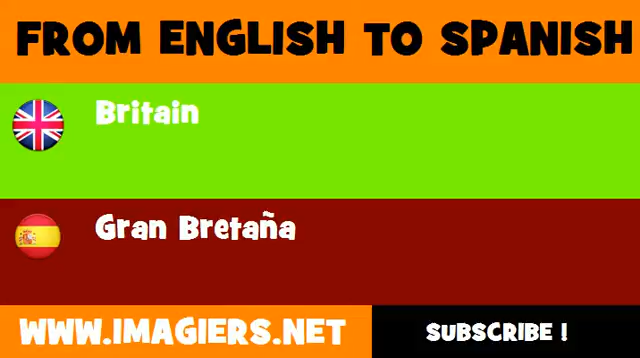 FROM ENGLISH TO SPANISH
Britain
Gran Bretaña
WWW.IMAGIERS.NET
SUBSCRIBE !